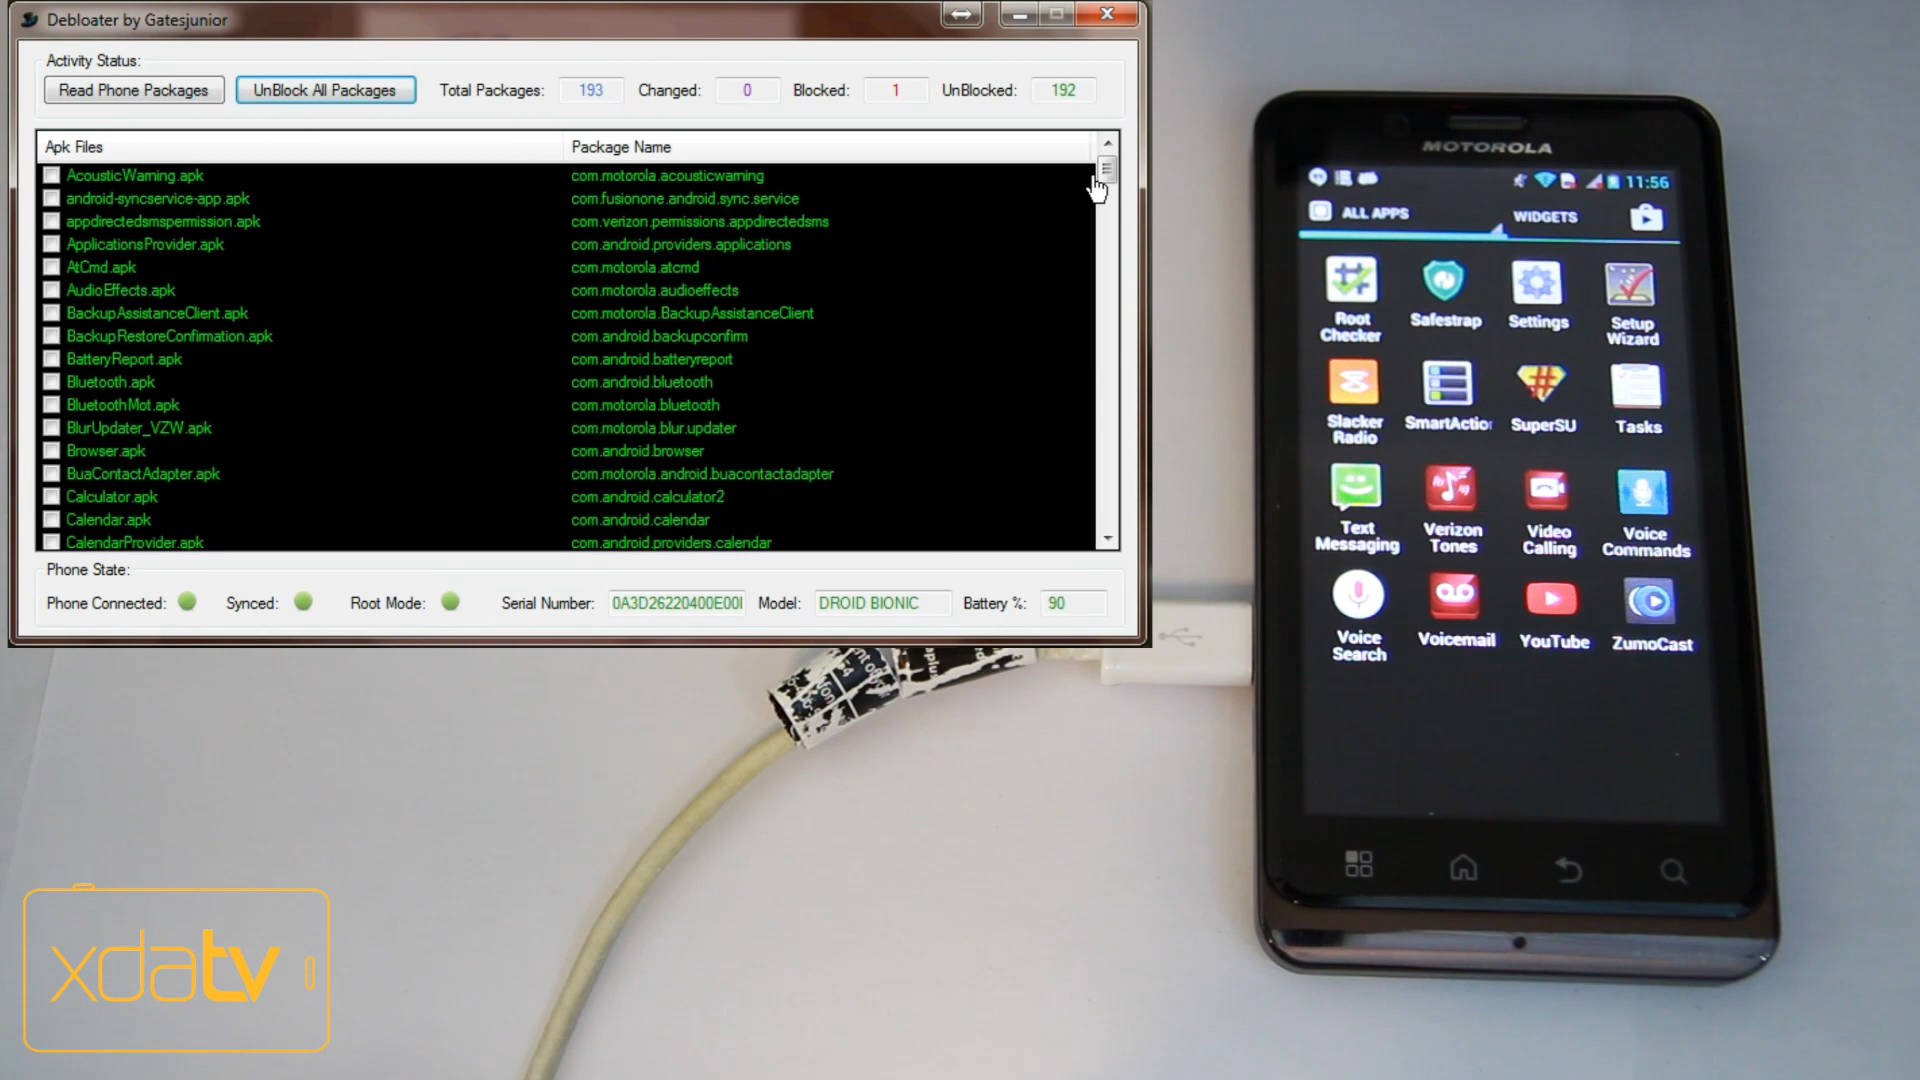 Debloater by Gatesjunior
Activity Status:
Read Phone Packages UnBlock All Packages Total Packages: 193 Changed: 0 Blocked: 1 UnBlocked: 192
Apk Files Package Name
AcousticWarning.apk com.motorola.acousticwarning
android-syncservice-app.apk com.fusionone.android.sync.service
appdirectedsmspermission.apk com.verizon.permissions.appdirectedsms
ApplicationsProvider.apk com.android.providers.applications
AtCmd.apk com.motorola.atcmd
AudioEffects.apk com.motorola.audioeffects
BackupAssistanceClient.apk com.motorola.BackupAssistanceClient
BackupRestoreConfirmation.apk com.android.backupconfirm
BatteryReport.apk com.android.batteryreport
Bluetooth.apk com.android.bluetooth
BluetoothMot.apk com.motorola.bluetooth
BlurUpdater_VZW.apk com.motorola.blur.updater
Browser.apk com.android.browser
BuaContactAdapter.apk com.motorola.android.buacontactadapter
Calculator.apk com.android.calculator2
Calendar.apk com.android.calendar
CalendarProvider.apk com.android.providers.calendar
Phone State:
Phone Connected: Synced: Root Mode: Serial Number: 0A3D26220400E00 Model: DROID BIONIC Battery %: 90
MOTOROLA
11:56
ALL APPS WIDGETS
Root Checker
Safestrap
Settings
Setup Wizard
Slacker Radio
SmartActio
SuperSU
Tasks
Text Messaging
Verizon Tones
Video Calling
Voice Commands
Voice Search
Voicemail
YouTube
ZumoCast
xdatv